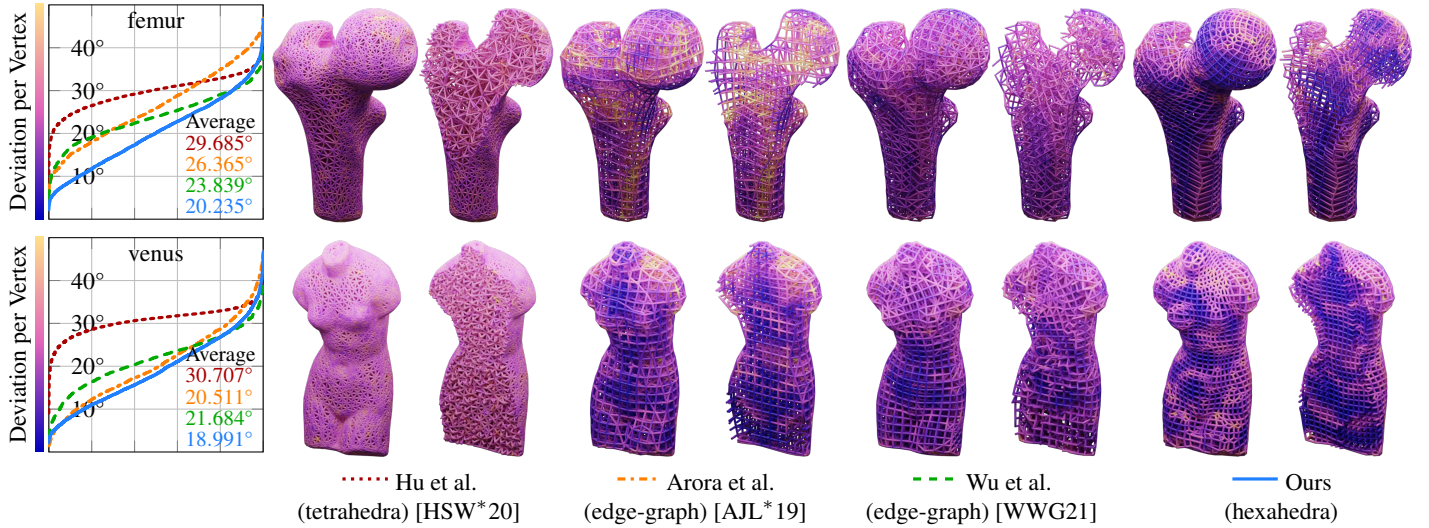 Deviation per Vertex
femur
40°
30°
20°
10°
Average
29.685°
26.365°
23.839°
20.235°
Deviation per Vertex
venus
40°
30°
20°
10°
Average
30.707°
20.511°
21.684°
18.991°
Hu et al.
(tetrahedra) [HSW*20]
Arora et al.
(edge-graph) [AJL*19]
Wu et al.
(edge-graph) [WWG21]
Ours
(hexahedra)